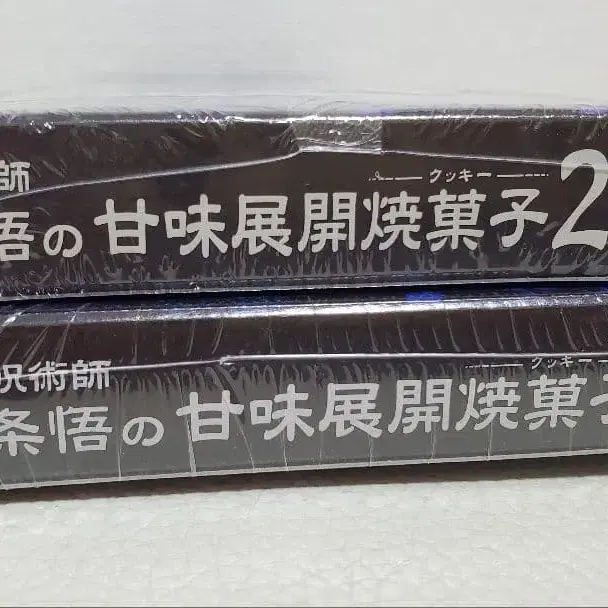 師
悟の甘味展開焼菓子2
クッキー
呪術師
条悟の甘味展開焼菓子
クッキー